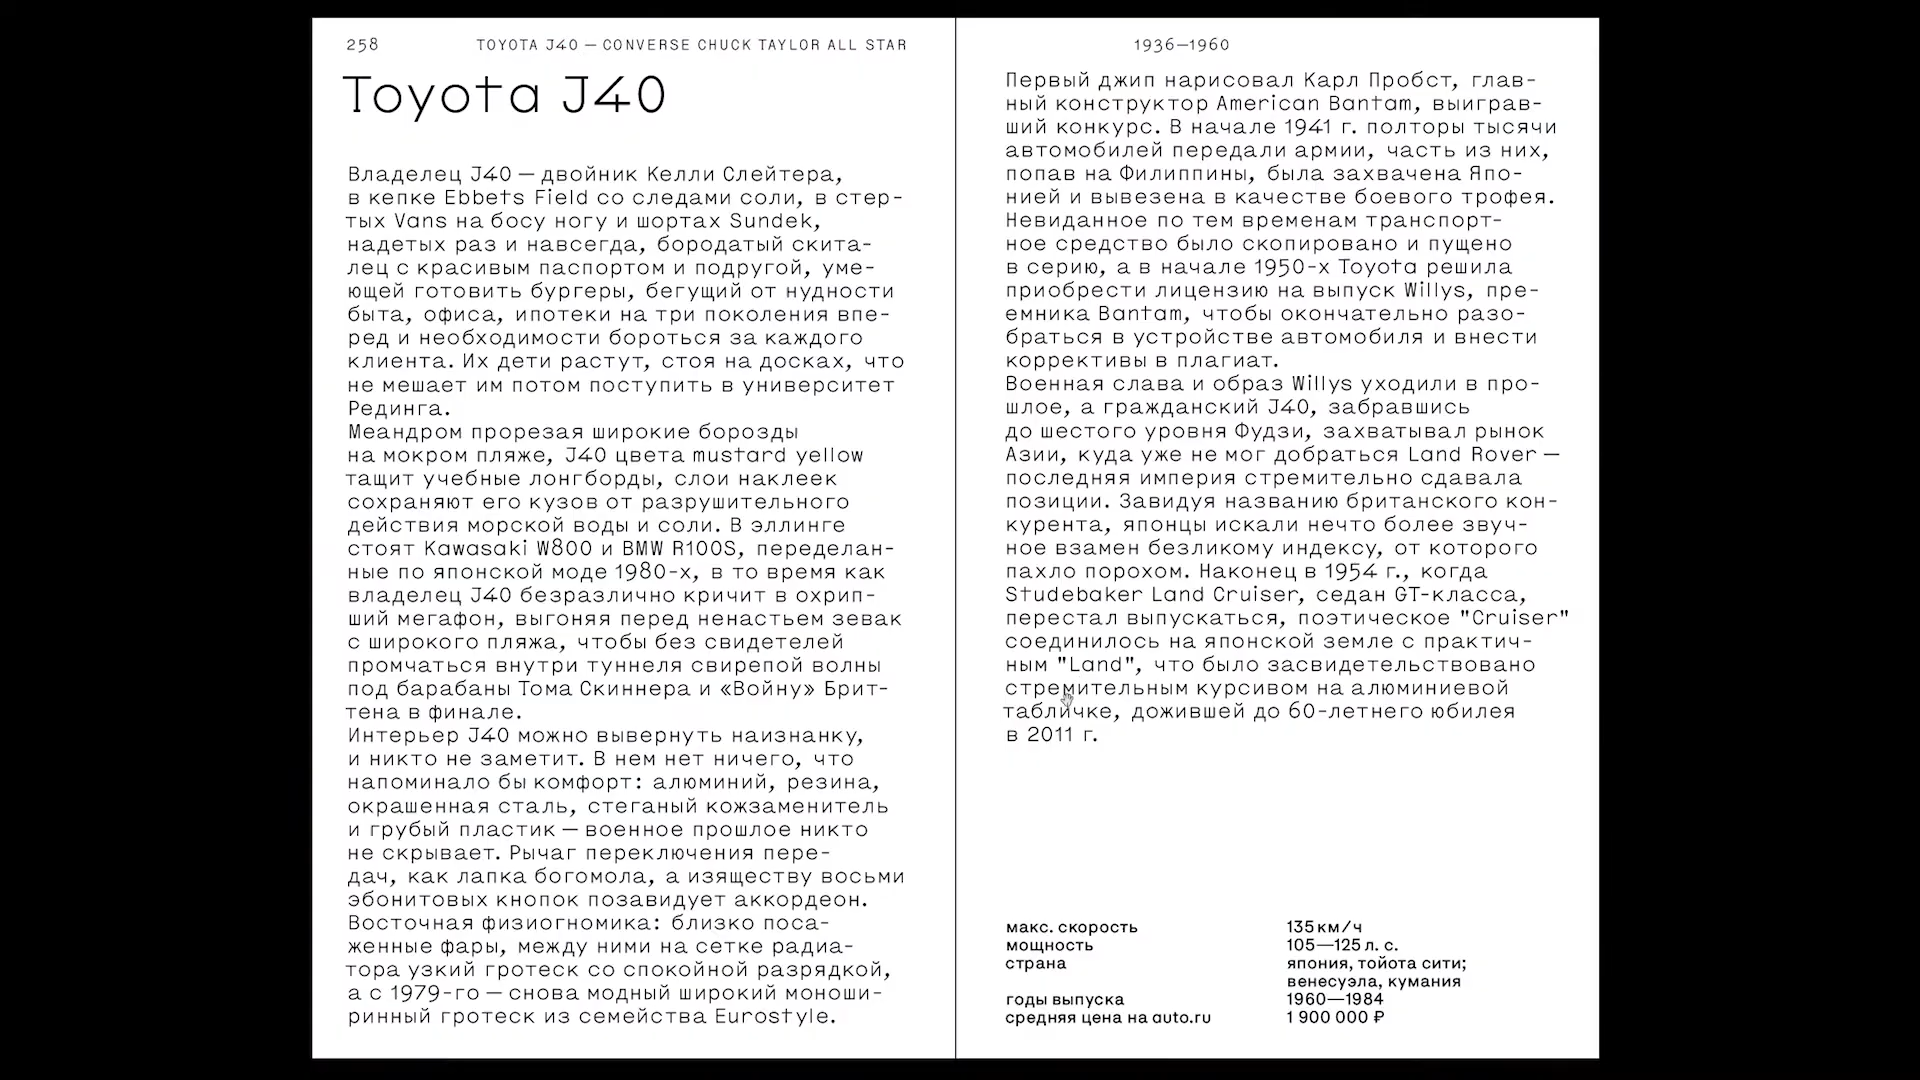 258
TOYOTA J40 — CONVERSE CHUCK TAYLOR ALL STAR
Toyota J40
Владелец J40 — двойник Келли Слейтера,
в кепке Ebbets Field со следами соли, в стер-
тых Vans на босу ногу и шортах Sundek,
надетых раз и навсегда, бородатый скита-
лец с красивым паспортом и подругой, уме-
ющей готовить бургеры, бегущий от нудности
быта, офиса, ипотеки на три поколения впе-
ред и необходимости бороться за каждого
клиента. Их дети растут, стоя на досках, что
не мешает им потом поступить в университет
Рединга.
Меандром прорезая широкие борозды
на мокром пляже, J40 цвета mustard yellow
тащит учебные лонгборды, слои наклеек
сохраняют его кузов от разрушительного
действия морской воды и соли. В эллинге
стоят Kawasaki W800 и BMW R100S, переделан-
ные по японской моде 1980-х, в то время как
владелец J40 безразлично кричит в охрип-
ший мегафон, выгоняя перед ненастьем зевак
с широкого пляжа, чтобы без свидетелей
промчаться внутри туннеля свирепой волны
под барабаны Тома Скиннера и «Войну» Брит-
тена в финале.
Интерьер J40 можно вывернуть наизнанку,
и никто не заметит. В нем нет ничего, что
напоминало бы комфорт: алюминий, резина,
окрашенная сталь, стеганый кожзаменитель
и грубый пластик — военное прошлое никто
не скрывает. Рычаг переключения пере-
дач, как лапка богомола, а изяществу восьми
эбонитовых кнопок позавидует аккордеон.
Восточная физиогномика: близко поса-
женные фары, между ними на сетке радиа-
тора узкий гротеск со спокойной разрядкой,
а с 1979-го — снова модный широкий моноши-
ринный гротеск из семейства Eurostyle.
1936—1960
Первый джип нарисовал Карл Пробст, глав-
ный конструктор American Bantam, выиграв-
ший конкурс. В начале 1941 г. полторы тысячи
автомобилей передали армии, часть из них,
попав на Филиппины, была захвачена Япо-
нией и вывезена в качестве боевого трофея.
Невиданное по тем временам транспорт-
ное средство было скопировано и пущено
в серию, а в начале 1950-х Toyota решила
приобрести лицензию на выпуск Willys, пре-
емника Bantam, чтобы окончательно разо-
браться в устройстве автомобиля и внести
коррективы в плагиат.
Военная слава и образ Willys уходили в про-
шлое, а гражданский J40, забравшись
до шестого уровня Фудзи, захватывал рынок
Азии, куда уже не мог добраться Land Rover —
последняя империя стремительно сдавала
позиции. Завидуя названию британского кон-
курента, японцы искали нечто более звуч-
ное взамен безликому индексу, от которого
пахло порохом. Наконец в 1954 г., когда
Studebaker Land Cruiser, седан GT-класса,
перестал выпускаться, поэтическое "Cruiser"
соединилось на японской земле с практич-
ным "Land", что было засвидетельствовано
стремительным курсивом на алюминиевой
табличке, дожившей до 60-летнего юбилея
в 2011 г.
макс. скорость 135 км/ч
мощность 105—125 л. с.
страна япония, тойота сити;
венесуэла, кумания
годы выпуска 1960—1984
средняя цена на auto.ru 1 900 000 ₽